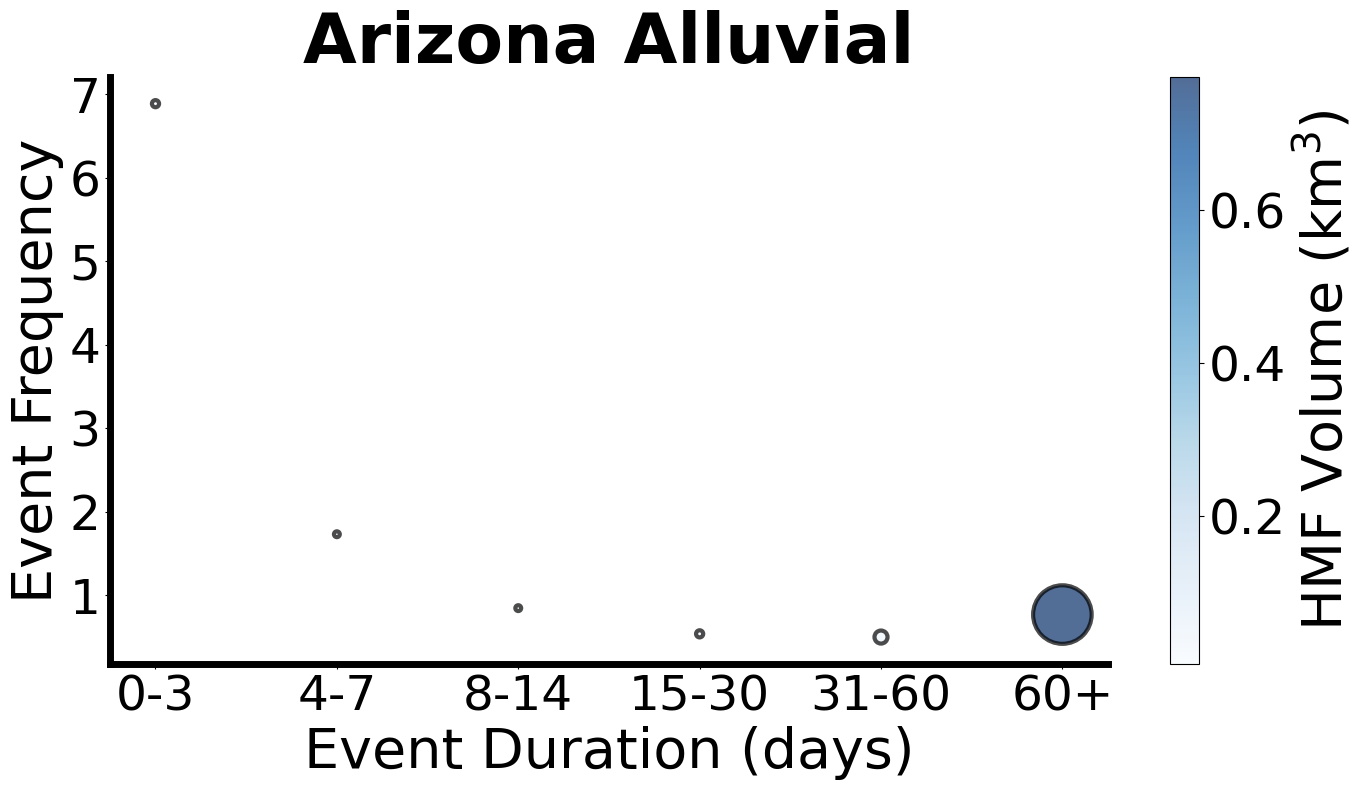 Arizona Alluvial
Event Frequency
7
6
5
4
3
2
1
0-3 4-7 8-14 15-30 31-60 60+
Event Duration (days)
0.6
0.4
0.2
HMF Volume (km³)